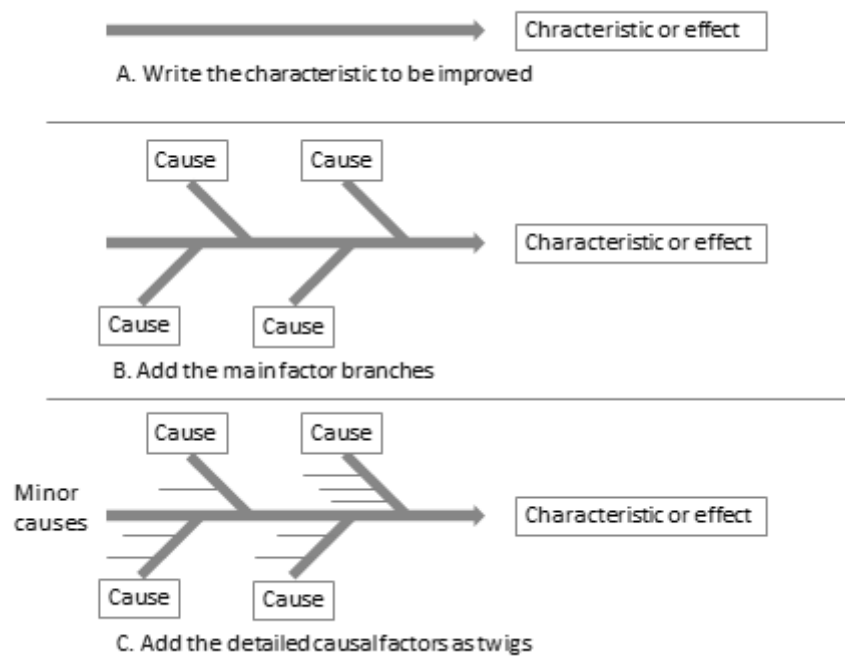 Chracteristic or effect
A. Write the characteristic to be improved
Cause
Cause
Characteristic or effect
Cause
Cause
B. Add the main factor branches
Cause
Cause
Minor
causes
Characteristic or effect
Cause
Cause
C. Add the detailed causal factors as twigs